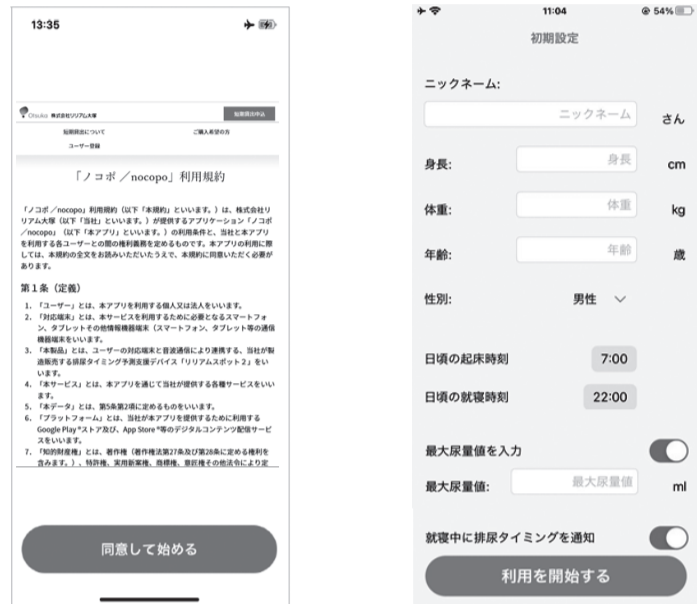 13:35
Otsuka 株式会社リリアム大塚
短期貸出申込
短期貸出について
ご購入希望の方
ユーザー登録
「ノコポ／nocopo」利用規約
「ノコポ／nocopo」利用規約（以下「本規約」といいます。）は、株式会社リ
リアム大塚（以下「当社」といいます。）が提供するアプリケーション「ノコポ
／nocopo」（以下「本アプリ」といいます。）の利用条件と、当社と本アプリ
を利用する各ユーザーとの間の権利義務を定めるものです。本アプリの利用に際
しては、本規約の全文をお読みいただいたうえで、本規約に同意いただく必要が
あります。
第１条（定義）
1. 「ユーザー」とは、本アプリを利用する個人又は法人をいいます。
2. 「対応端末」とは、本サービスを利用するために必要となるスマートフォ
ン、タブレットその他情報機器端末（スマートフォン、タブレット等の通信
機器端末をいいます。
3. 「本製品」とは、ユーザーの対応端末と音波通信により連携する、当社が製
造販売する排尿タイミング予測支援デバイス「リリアムスポット２」をい
います。
4. 「本サービス」とは、本アプリを通じて当社が提供する各種サービスをいい
ます。
5. 「本データ」とは、第5条第2項に定めるものをいいます。
6. 「プラットフォーム」とは、当社が本アプリを提供するために利用する
Google Play®ストア及び、App Store®等のデジタルコンテンツ配信サービ
スをいいます。
7. 「知的財産権」とは、著作権（著作権法第27条及び第28条に定める権利を
含みます。）、特許権、実用新案権、商標権、意匠権その他法令により定
同意して始める
11:04
54%
初期設定
ニックネーム:
ニックネーム さん
身長: 身長 cm
体重: 体重 kg
年齢: 年齢 歳
性別: 男性
日頃の起床時刻 7:00
日頃の就寝時刻 22:00
最大尿量値を入力
最大尿量値: 最大尿量値 ml
就寝中に排尿タイミングを通知
利用を開始する